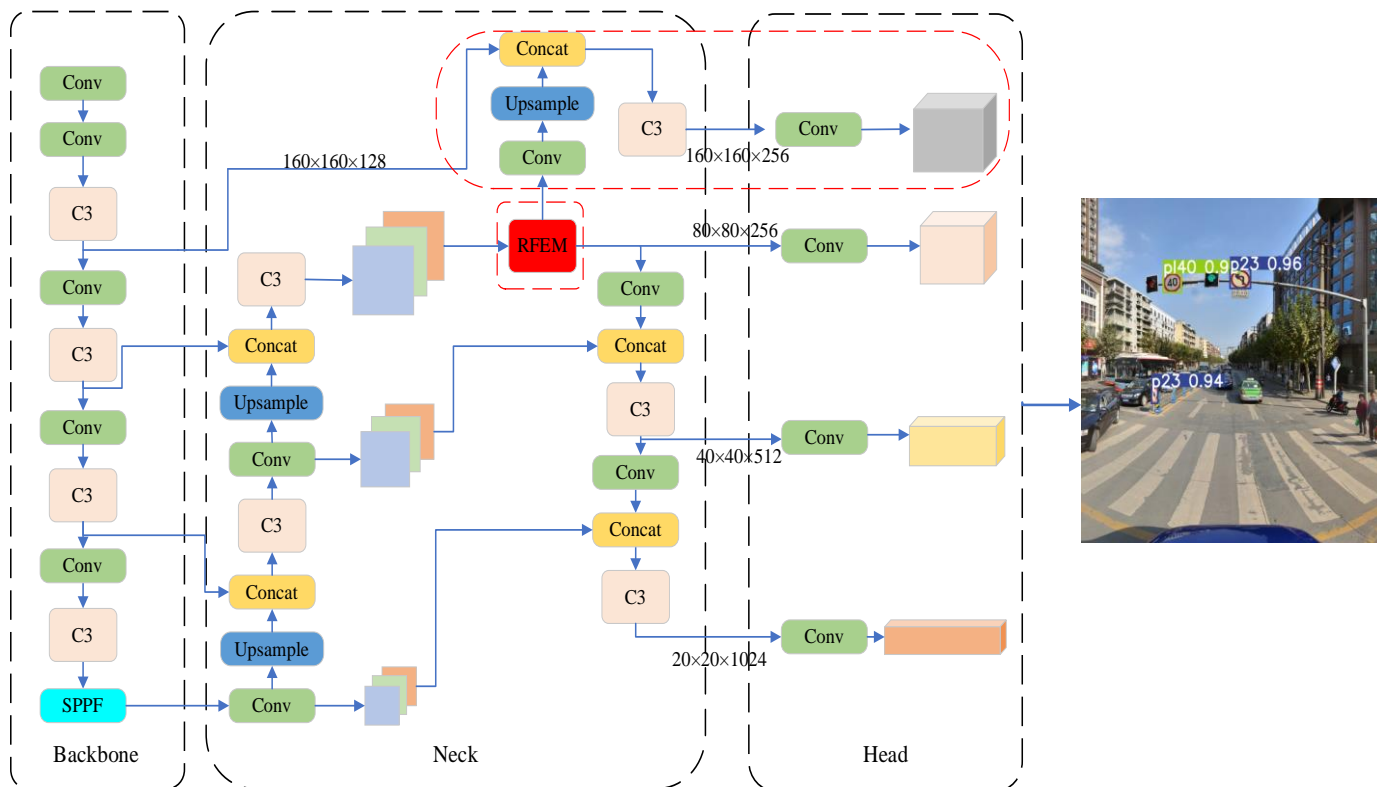 Conv
Conv
C3
Conv
C3
Conv
C3
Conv
C3
SPPF
Backbone
160×160×128
Concat
Upsample
Conv
C3
160×160×256
RFEM
80×80×256
C3
Concat
Upsample
Conv
C3
Concat
Upsample
Conv
Conv
Concat
C3
40×40×512
Conv
Concat
C3
20×20×1024
Neck
Conv
Conv
Conv
Conv
Head
pl40 0.9
p23 0.96
40
p23 0.94